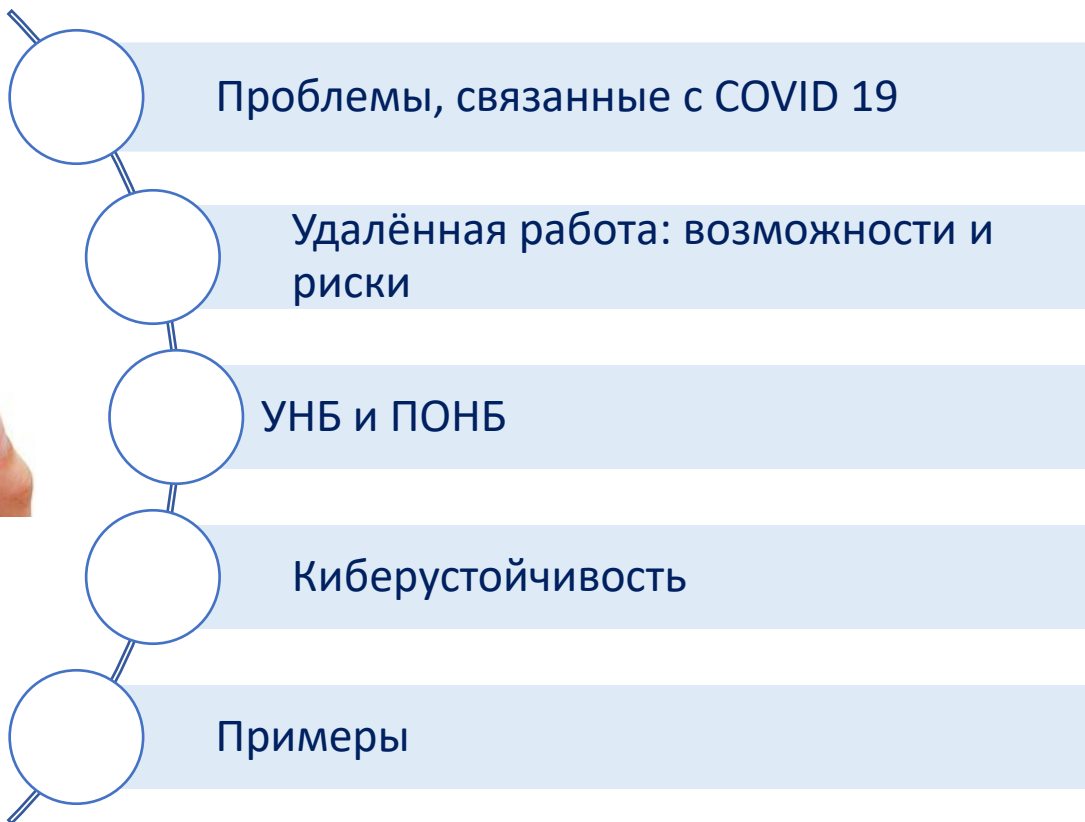 Проблемы, связанные с COVID 19
Удалённая работа: возможности и
риски
УНБ и ПОНБ
Киберустойчивость
Примеры